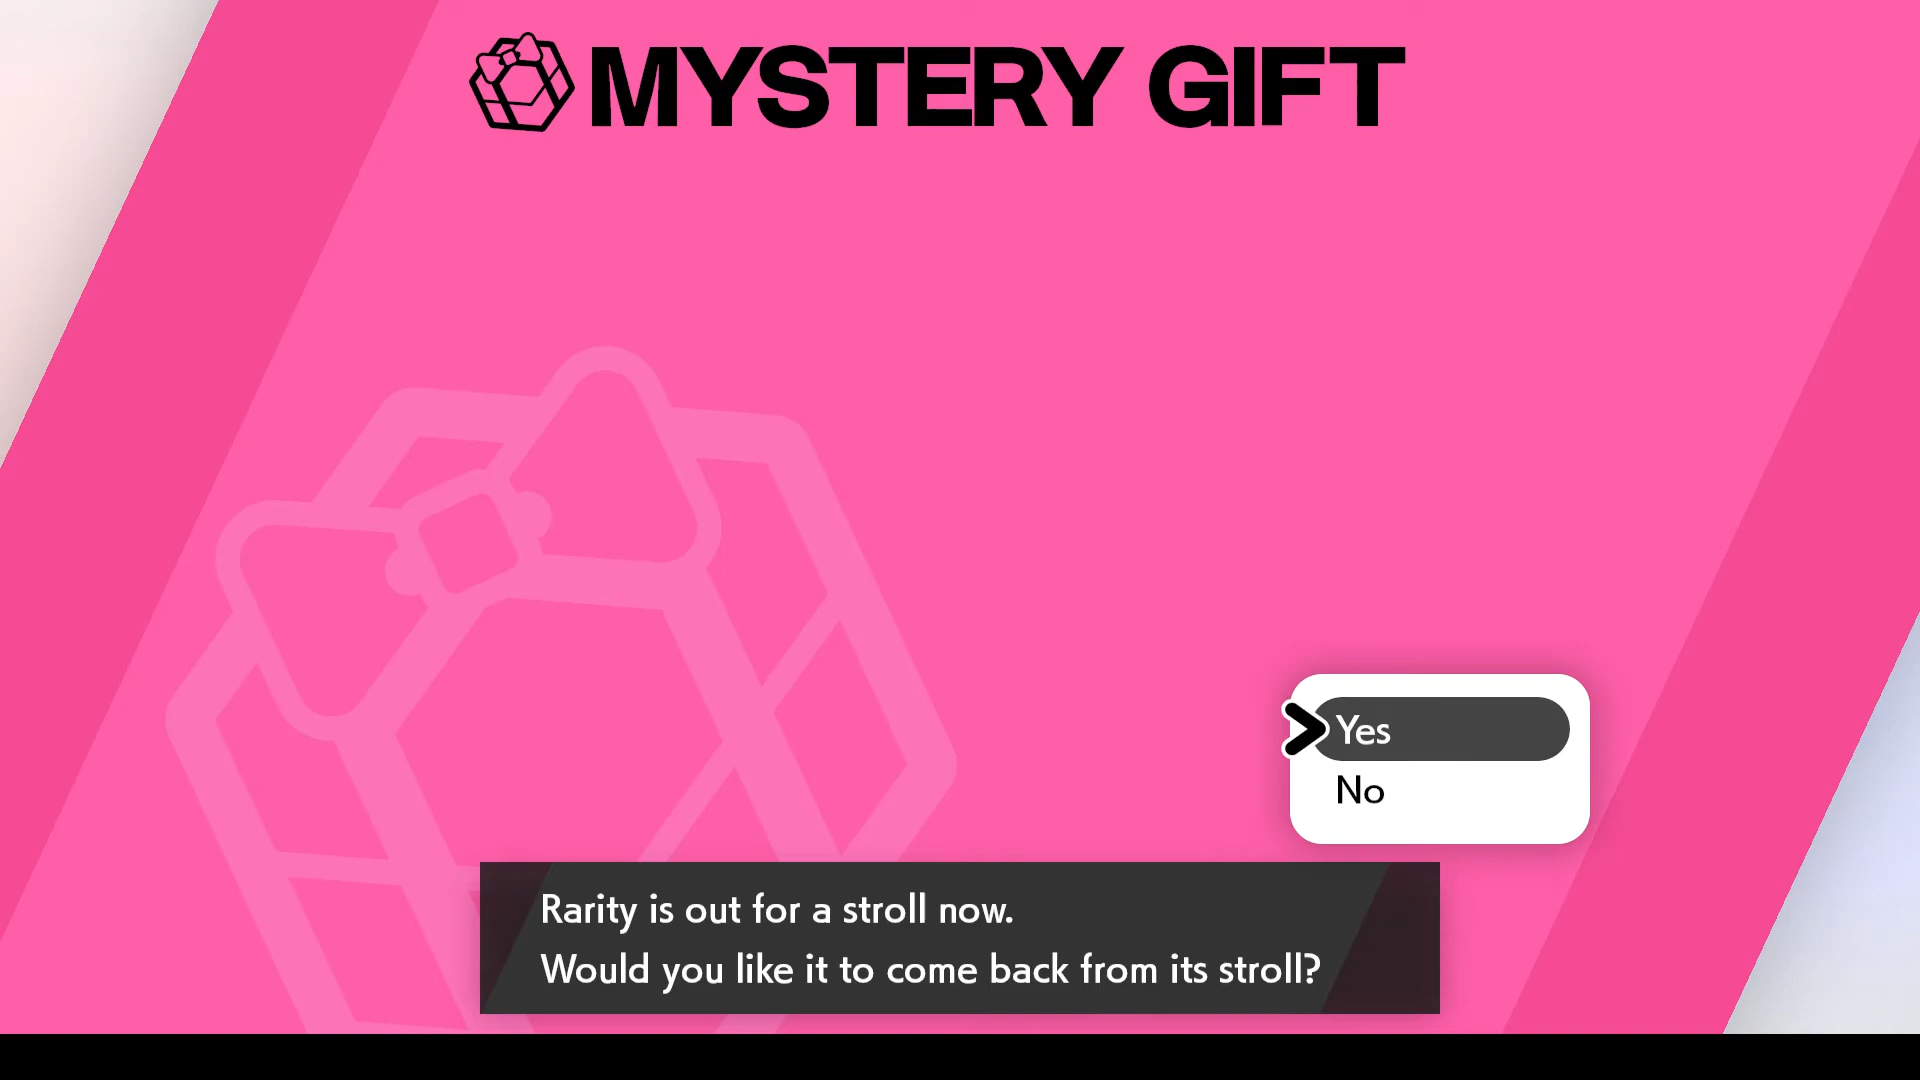 MYSTERY GIFT
Yes
No
Rarity is out for a stroll now.
Would you like it to come back from its stroll?